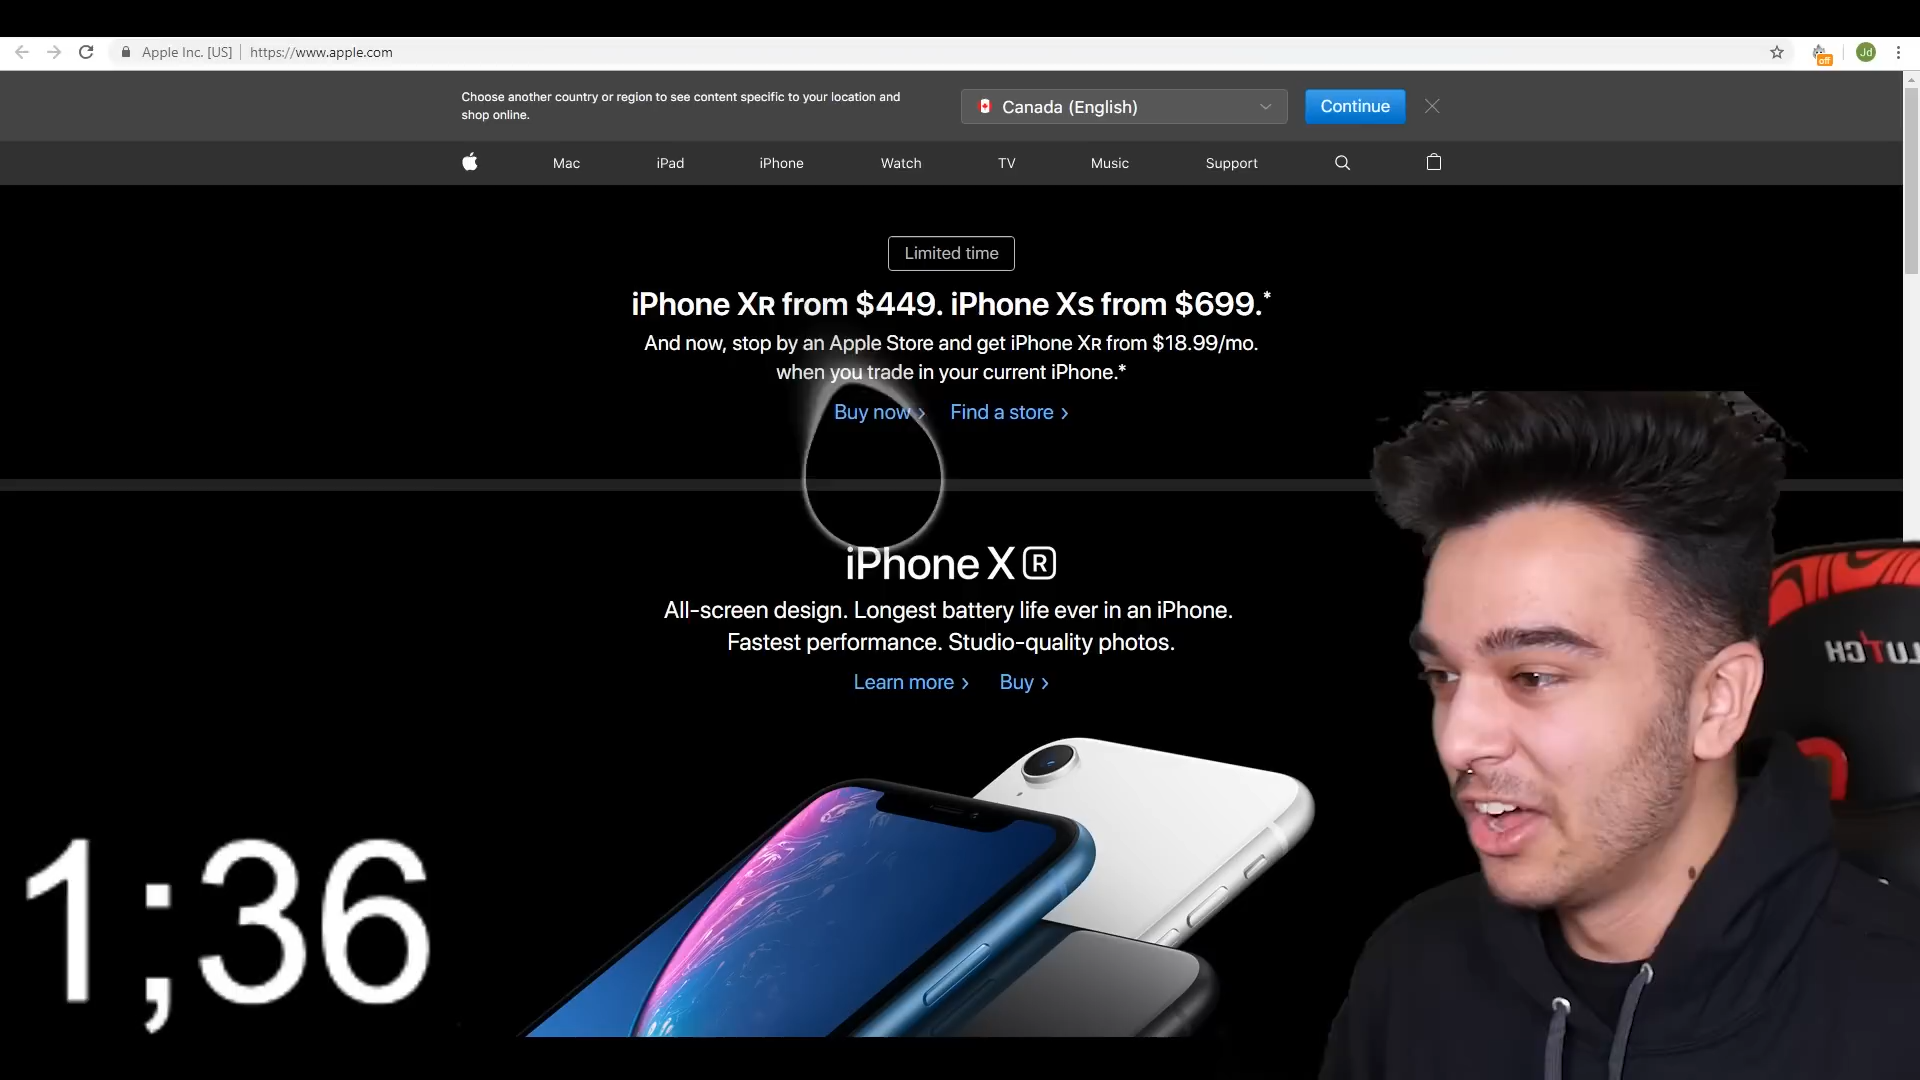 Apple Inc. [US] | https://www.apple.com
off
Jd
Choose another country or region to see content specific to your location and
shop online.
Canada (English)
Continue
Mac iPad iPhone Watch TV Music Support
Limited time
iPhone XR from $449. iPhone XS from $699.*
And now, stop by an Apple Store and get iPhone XR from $18.99/mo.
when you trade in your current iPhone.*
Buy now > Find a store >
iPhone XR
All-screen design. Longest battery life ever in an iPhone.
Fastest performance. Studio-quality photos.
Learn more > Buy >
1;36